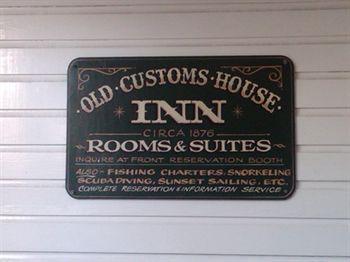 OLD · CUSTOMS · HOUSE
INN
CIRCA 1876
ROOMS & SUITES
INQUIRE AT FRONT RESERVATION BOOTH
ALSO - FISHING CHARTERS, SNORKELING
SCUBA DIVING, SUNSET SAILING, ETC.
COMPLETE RESERVATION & INFORMATION SERVICE